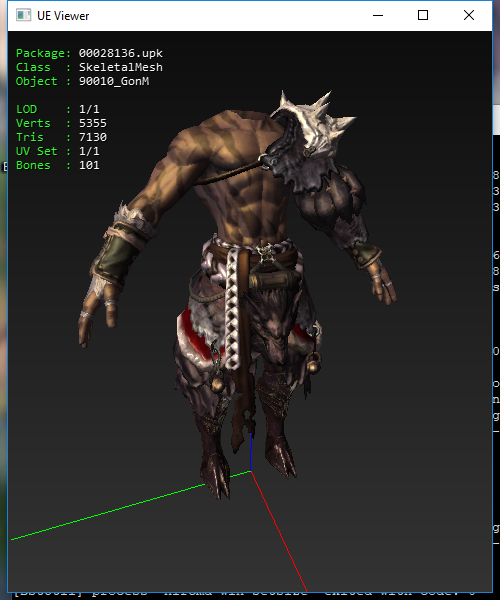 UE Viewer
Package: 00028136.upk
Class : SkeletalMesh
Object : 90010_GonM
LOD : 1/1
Verts : 5355
Tris : 7130
UV Set : 1/1
Bones : 101